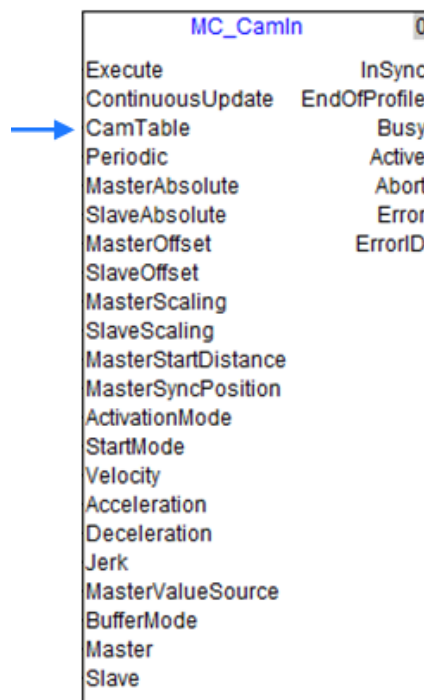 MC_CamIn 0
Execute InSync
ContinuousUpdate EndOfProfile
CamTable Busy
Periodic Active
MasterAbsolute Abort
SlaveAbsolute Error
MasterOffset ErrorID
SlaveOffset
MasterScaling
SlaveScaling
MasterStartDistance
MasterSyncPosition
ActivationMode
StartMode
Velocity
Acceleration
Deceleration
Jerk
MasterValueSource
BufferMode
Master
Slave